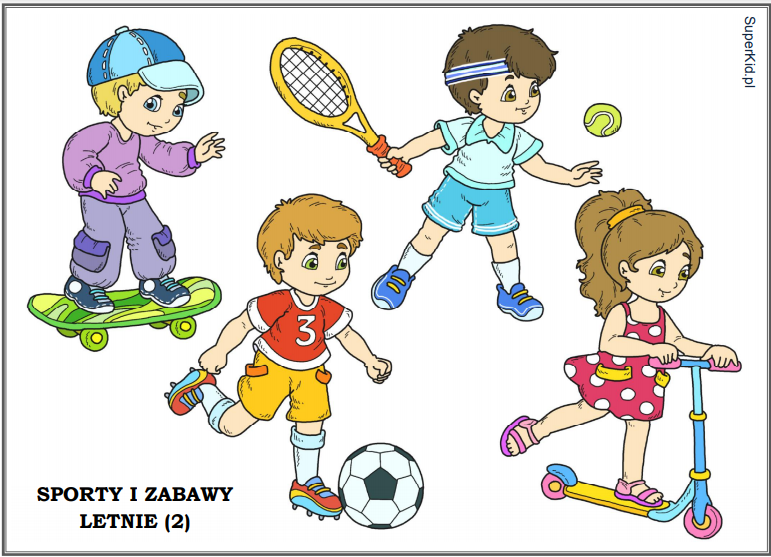 SuperKid.pl
3
SPORTY I ZABAWY
LETNIE (2)